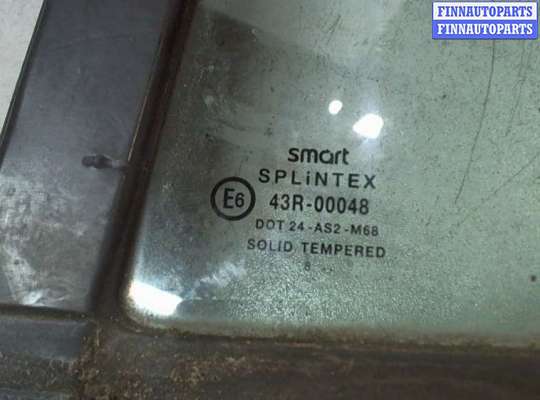 FINNAUTOPARTS
FINNAUTOPARTS
smart
SPLiNTEX
E6 43R-00048
DOT 24-AS2-M68
SOLID TEMPERED